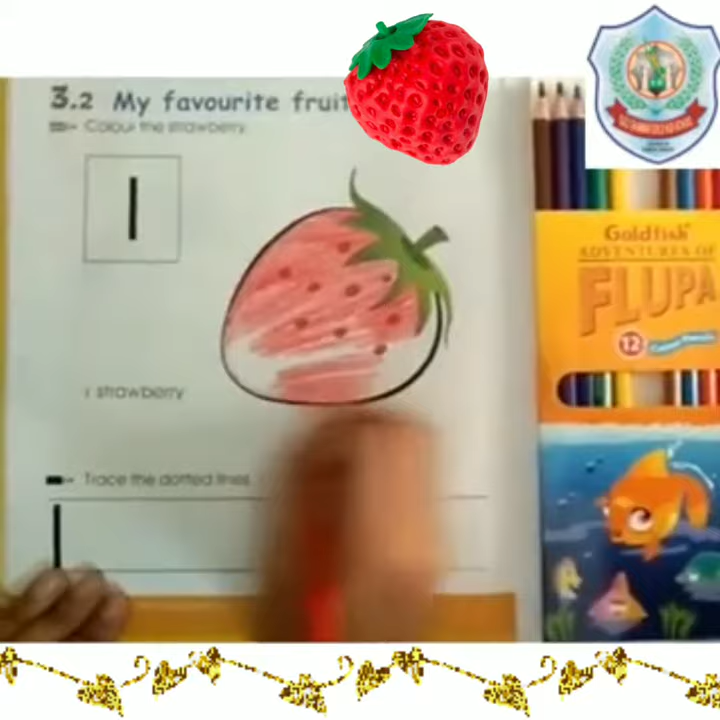 3.2 My favourite fruit
Colour the strawberry.
1
1 strawberry
Trace the dotted lines
1
Goldfish
ADVENTURES OF
FLUPA
12